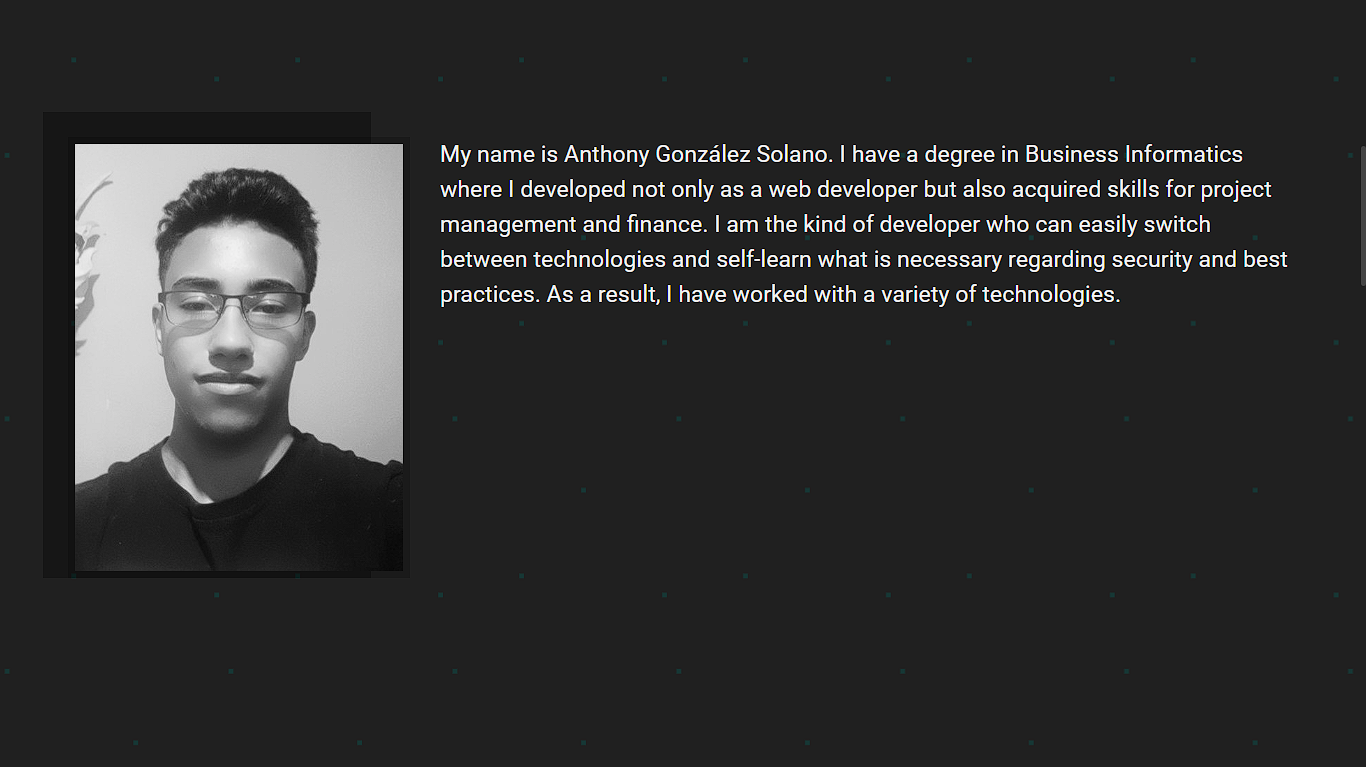 My name is Anthony González Solano. I have a degree in Business Informatics
where I developed not only as a web developer but also acquired skills for project
management and finance. I am the kind of developer who can easily switch
between technologies and self-learn what is necessary regarding security and best
practices. As a result, I have worked with a variety of technologies.